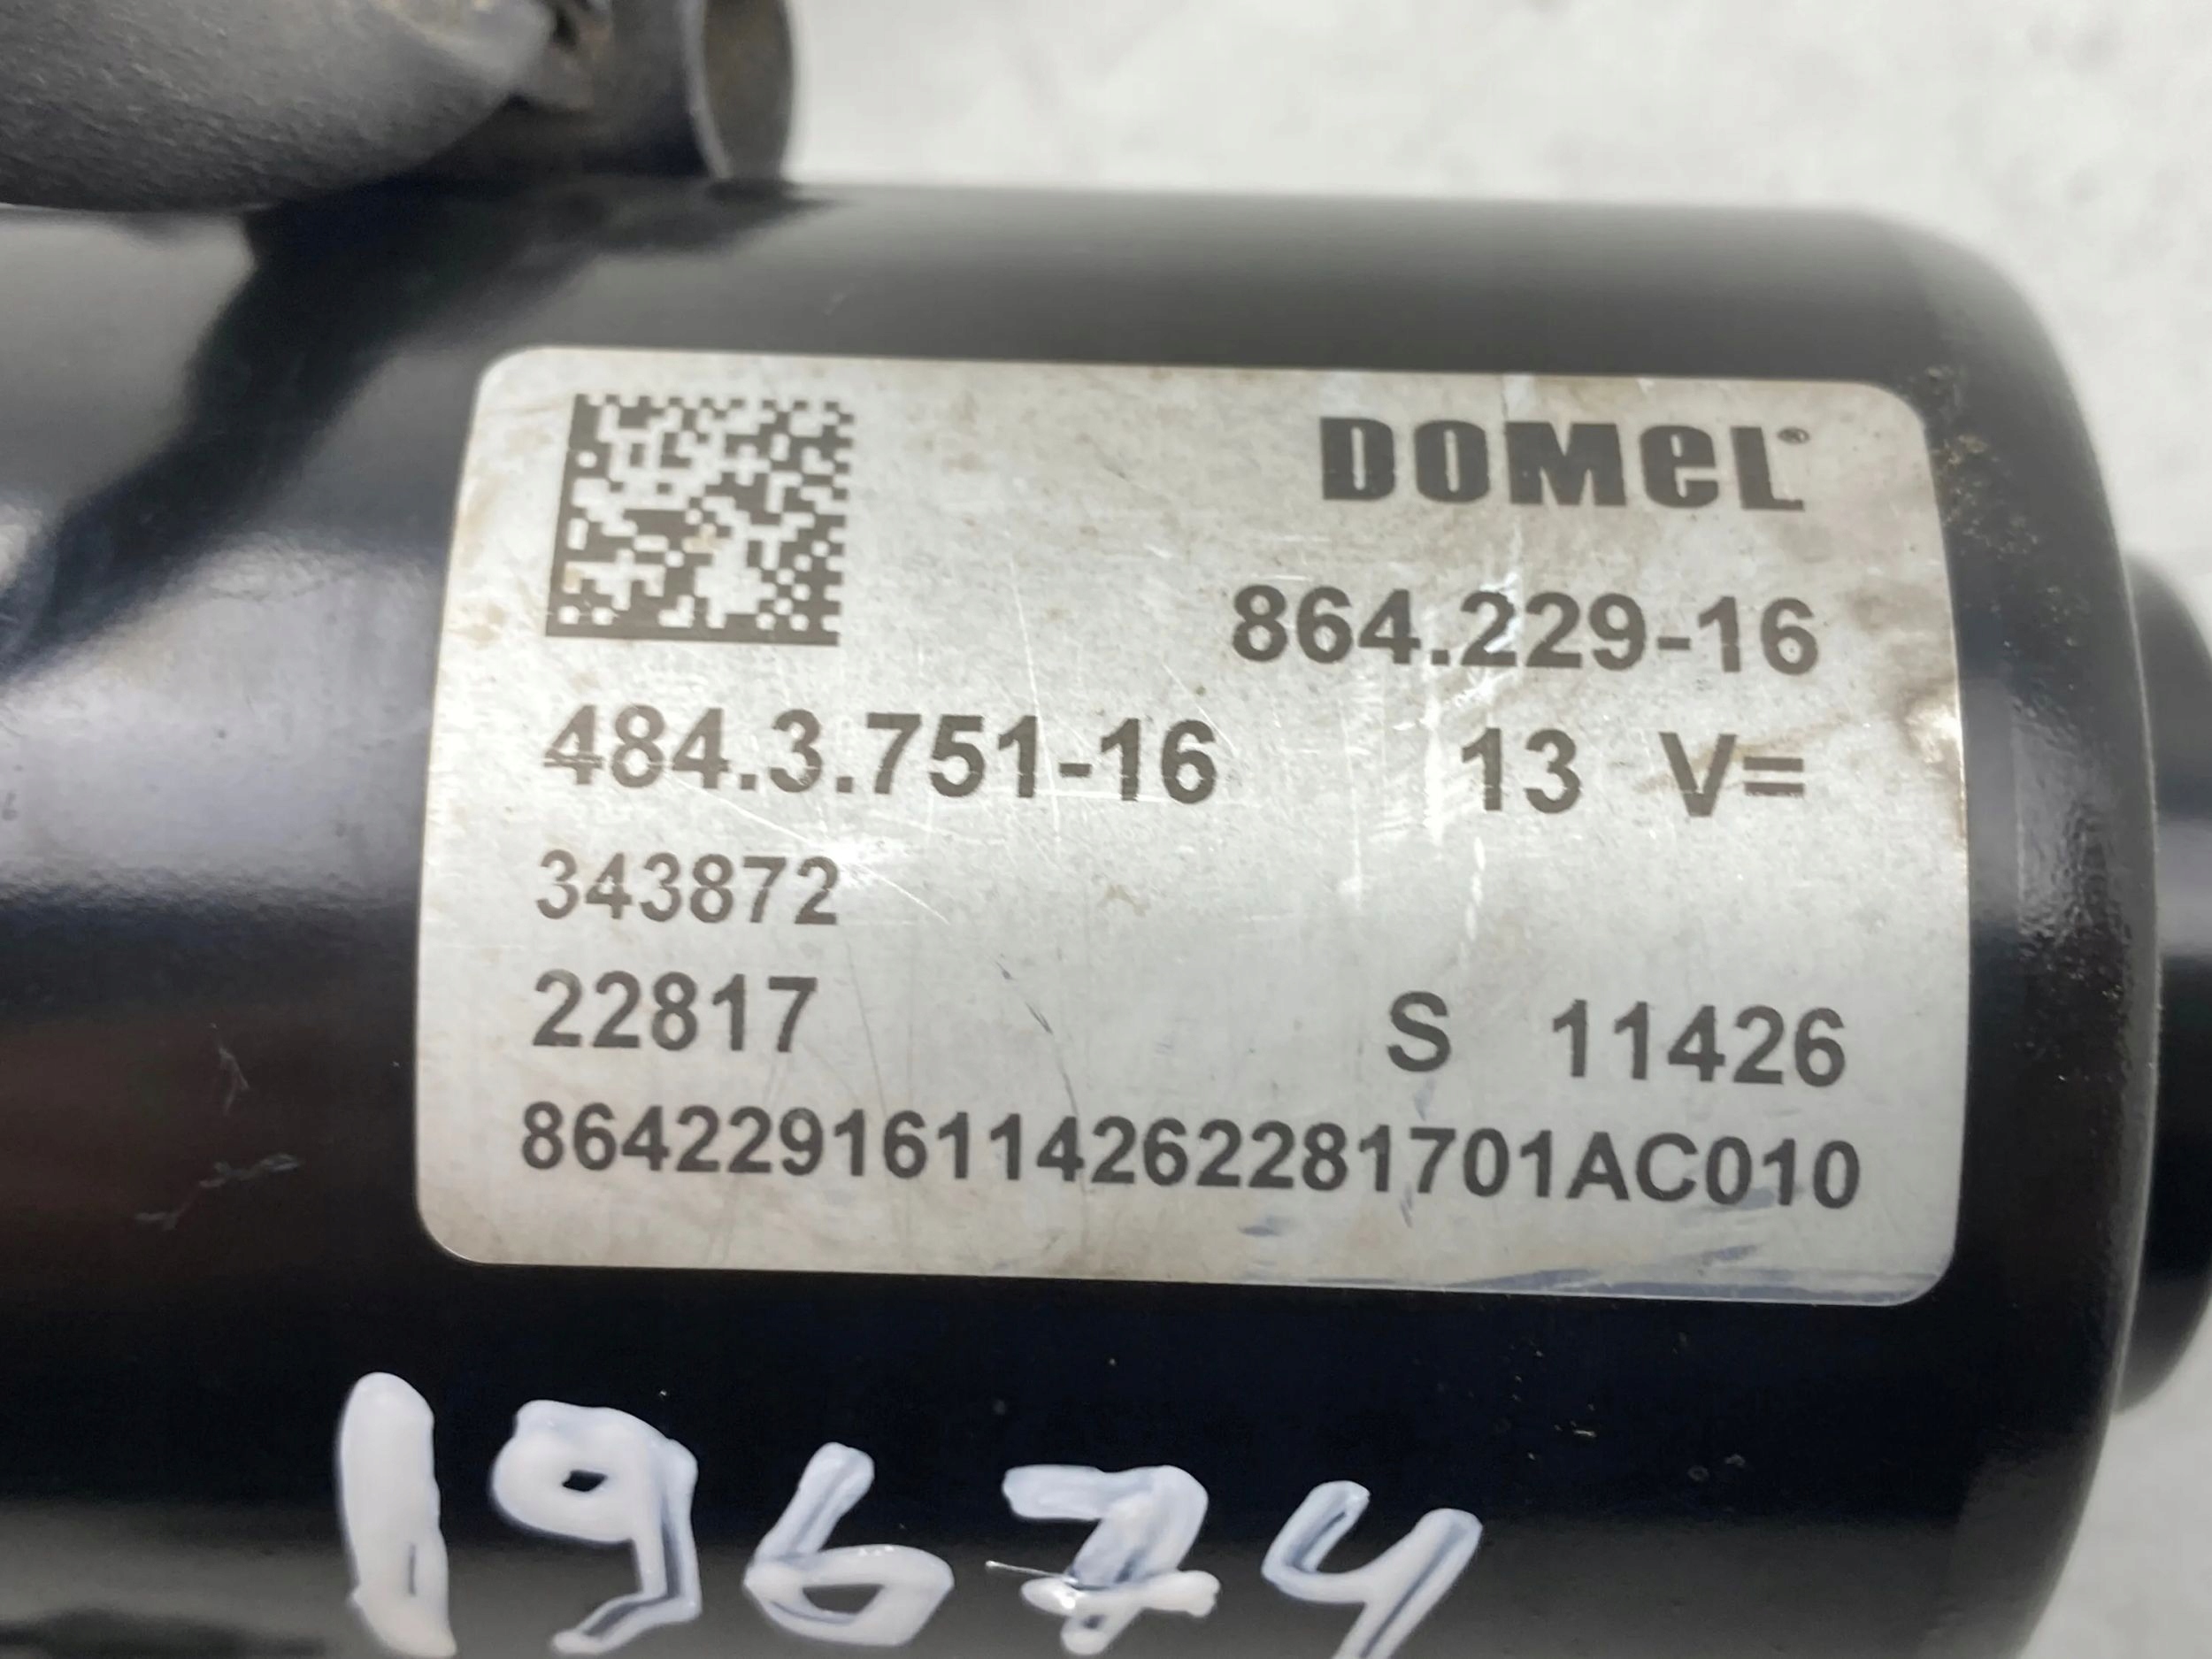 DOMEL®
864.229-16
484.3.751-16 13 V=
343872
22817 S 11426
86422916114262281701AC010
19674